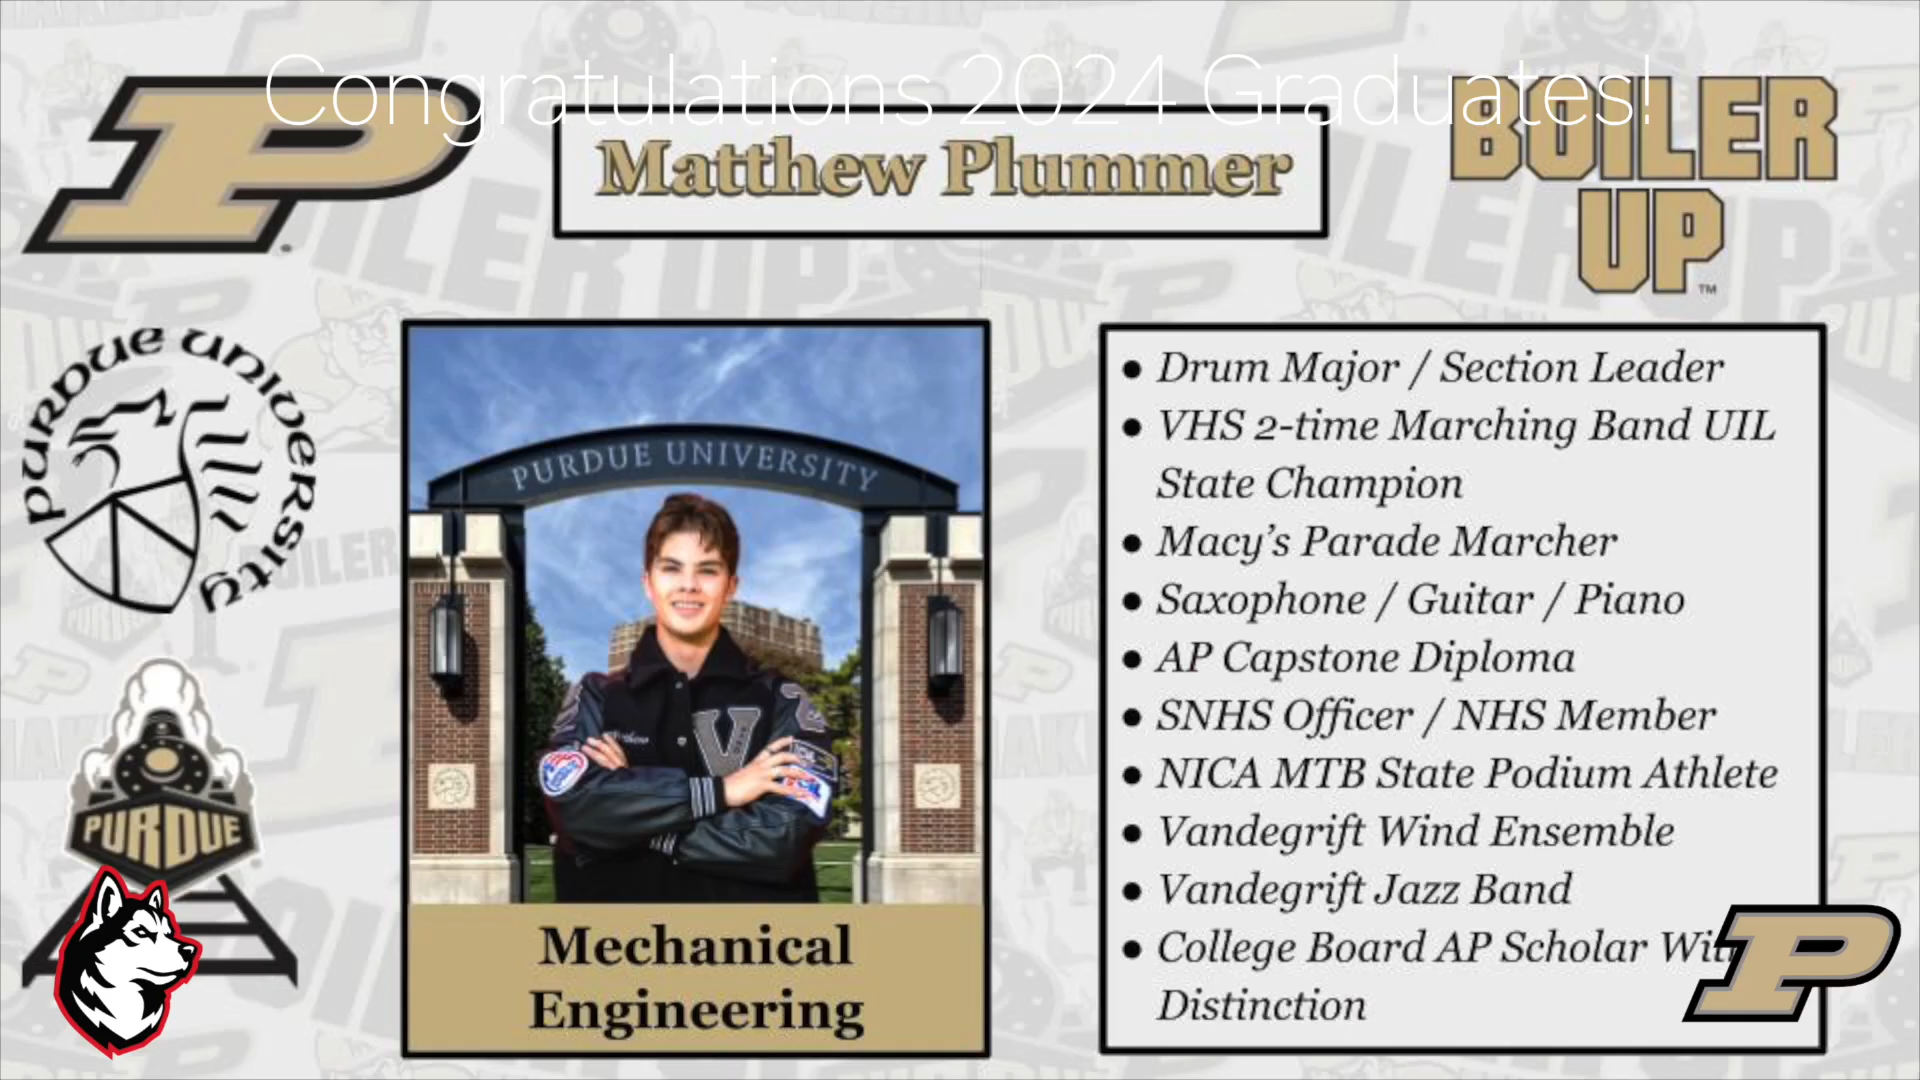 Congratulations 2024 Graduates!
Matthew Plummer
BOILER
UP
TM
PURDUE UNIVERSITY
PURDUE UNIVERSITY
PURDUE
Mechanical
Engineering
• Drum Major / Section Leader
• VHS 2-time Marching Band UIL
State Champion
• Macy’s Parade Marcher
• Saxophone / Guitar / Piano
• AP Capstone Diploma
• SNHS Officer / NHS Member
• NICA MTB State Podium Athlete
• Vandegrift Wind Ensemble
• Vandegrift Jazz Band
• College Board AP Scholar With
Distinction